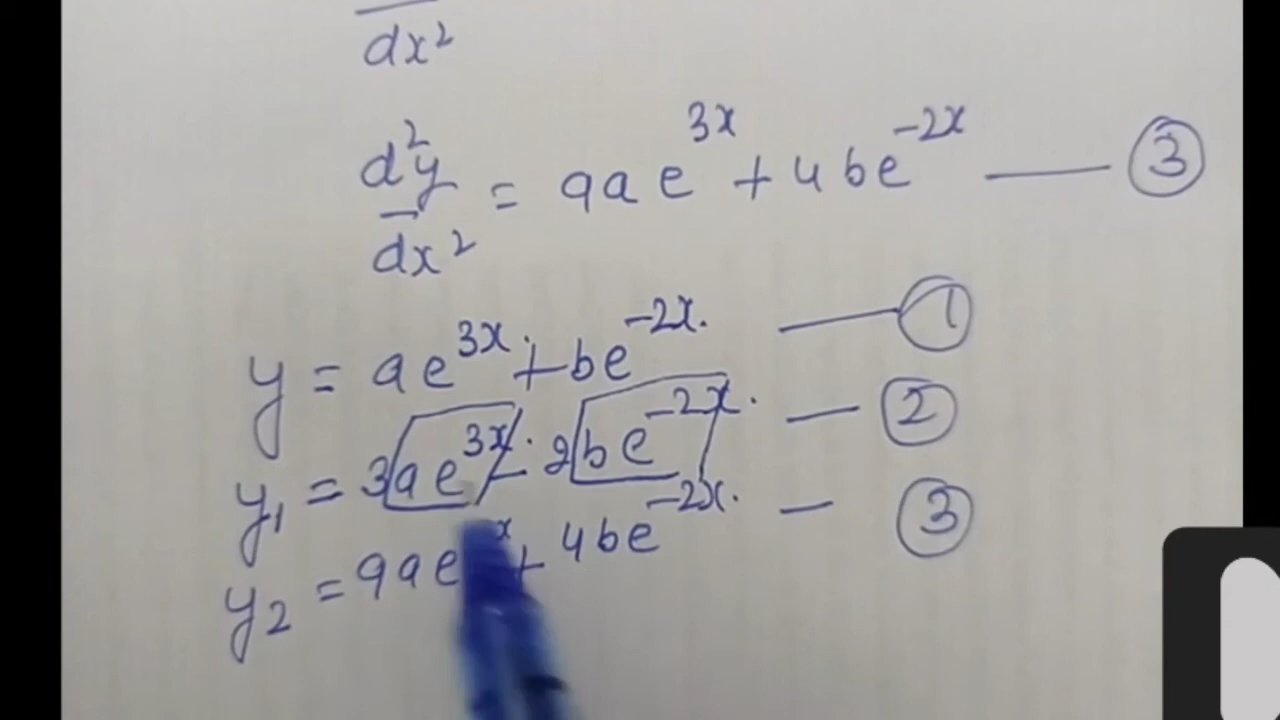 dx²
d²y/dx² = 9ae^3x + 4be^-2x — ③
y = ae^3x + be^-2x. — ①
y₁ = 3ae^3x - 2be^-2x. — ②
y₂ = 9ae^x + 4be^-2x. — ③